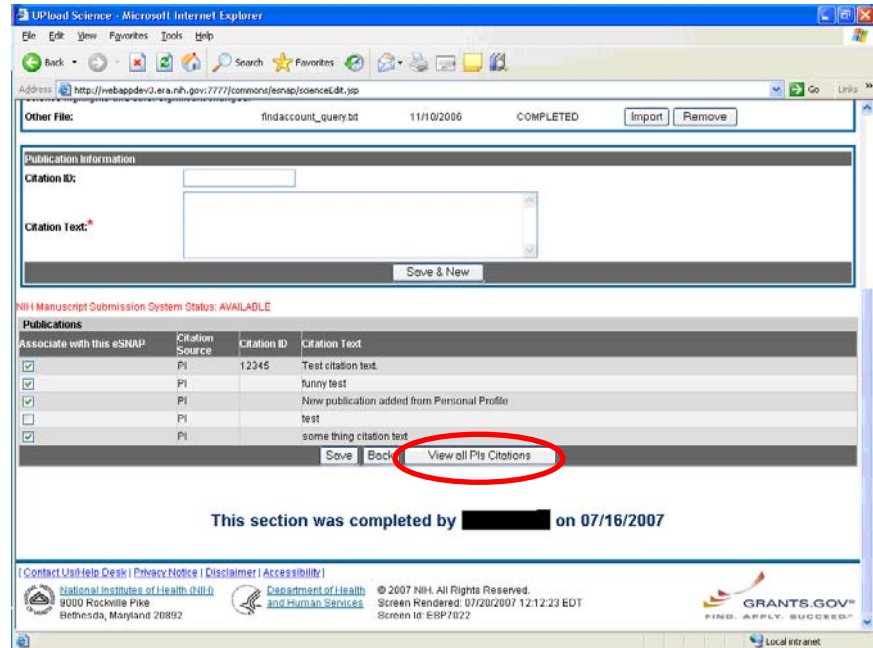 UPload Science - Microsoft Internet Explorer
File Edit View Favorites Tools Help
Back Search Favorites
Address http://webappdev3.era.nih.gov:7777/commons/esnap/scienceEdit.jsp Go Links »
Other File: findaccount_query.txt 11/10/2006 COMPLETED Import Remove
Publication Information
Citation ID:
Citation Text:*
Save & New
NIH Manuscript Submission System Status: AVAILABLE
Publications
Associate with this eSNAP Citation Source Citation ID Citation Text
PI 12345 Test citation text.
PI funny test
PI New publication added from Personal Profile
PI test
PI some thing citation text
Save Back View all PIs Citations
This section was completed by on 07/16/2007
[ Contact Us/Help Desk | Privacy Notice | Disclaimer | Accessibility ]
National Institutes of Health (NIH)
9000 Rockville Pike
Bethesda, Maryland 20892
Department of Health
and Human Services
© 2007 NIH. All Rights Reserved.
Screen Rendered: 07/20/2007 12:12:23 EDT
Screen Id: ESP7022
GRANTS.GOV℠
FIND. APPLY. SUCCEED.℠
Local intranet